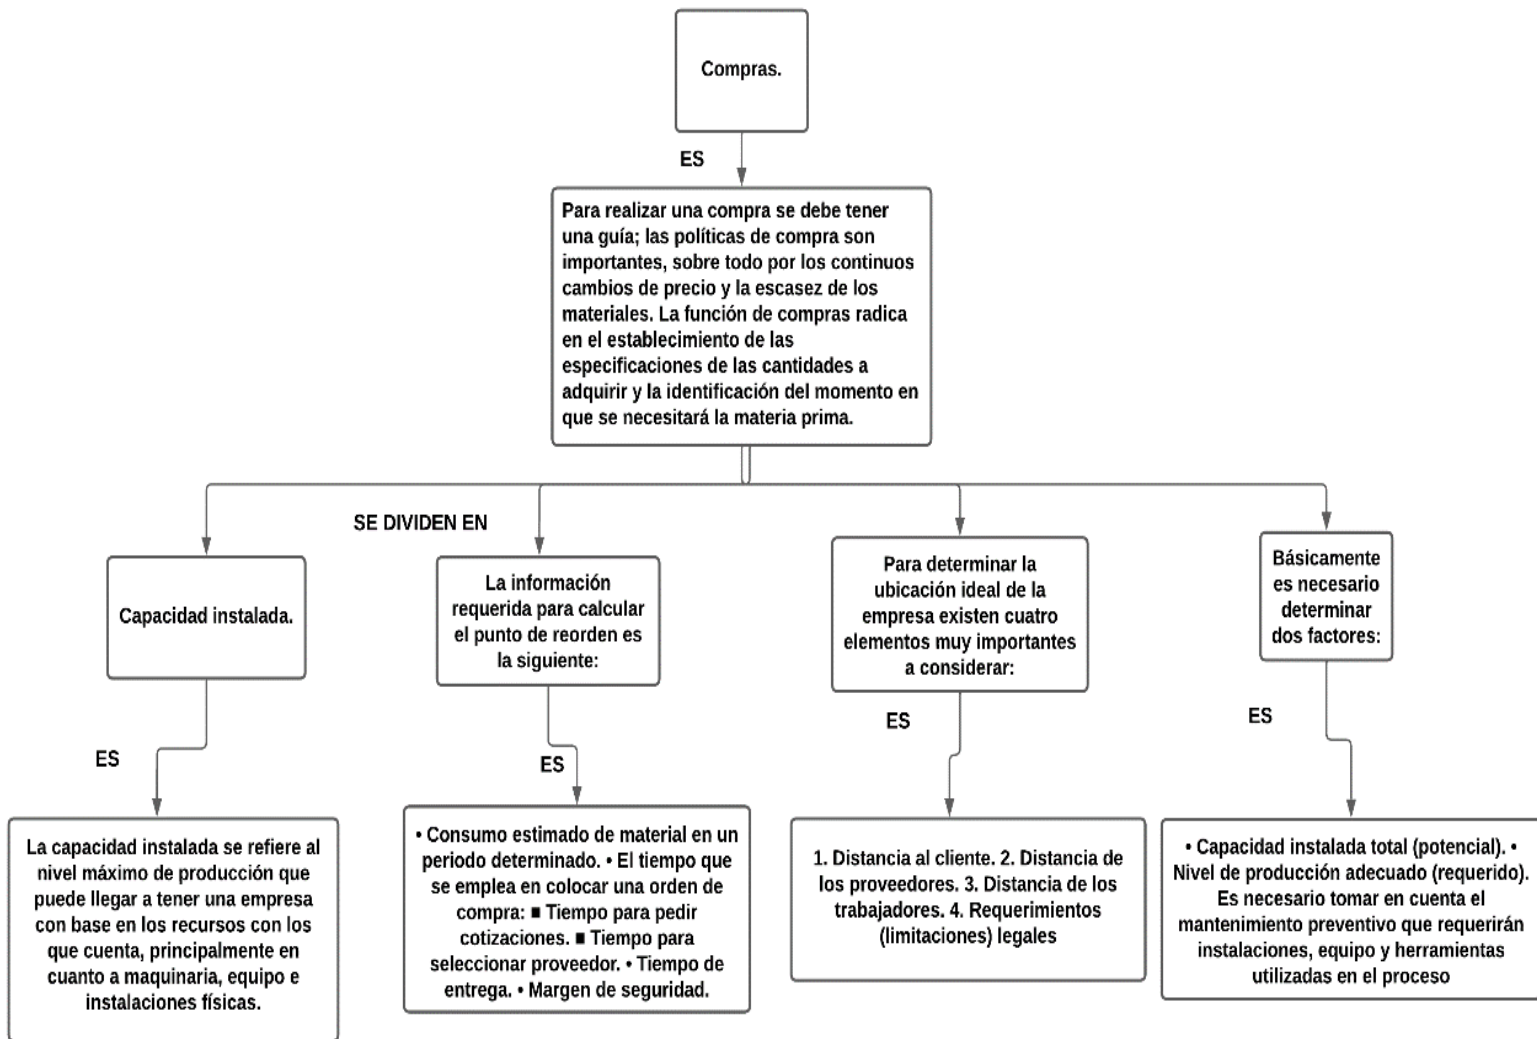 Compras.
ES
Para realizar una compra se debe tener
una guía; las políticas de compra son
importantes, sobre todo por los continuos
cambios de precio y la escasez de los
materiales. La función de compras radica
en el establecimiento de las
especificaciones de las cantidades a
adquirir y la identificación del momento en
que se necesitará la materia prima.
SE DIVIDEN EN
Capacidad instalada.
La información
requerida para calcular
el punto de reorden es
la siguiente:
Para determinar la
ubicación ideal de la
empresa existen cuatro
elementos muy importantes
a considerar:
Básicamente
es necesario
determinar
dos factores:
ES
ES
ES
ES
La capacidad instalada se refiere al
nivel máximo de producción que
puede llegar a tener una empresa
con base en los recursos con los
que cuenta, principalmente en
cuanto a maquinaria, equipo e
instalaciones físicas.
• Consumo estimado de material en un
periodo determinado. • El tiempo que
se emplea en colocar una orden de
compra: ■ Tiempo para pedir
cotizaciones. ■ Tiempo para
seleccionar proveedor. • Tiempo de
entrega. • Margen de seguridad.
1. Distancia al cliente. 2. Distancia de
los proveedores. 3. Distancia de los
trabajadores. 4. Requerimientos
(limitaciones) legales
• Capacidad instalada total (potencial). •
Nivel de producción adecuado (requerido).
Es necesario tomar en cuenta el
mantenimiento preventivo que requerirán
instalaciones, equipo y herramientas
utilizadas en el proceso